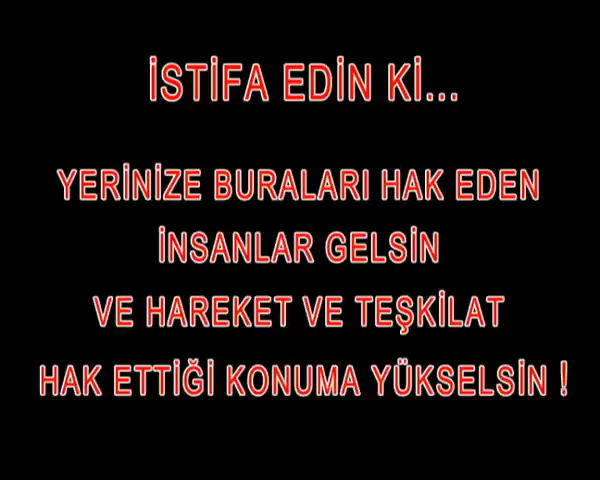 İSTİFA EDİN Kİ...
YERİNİZE BURALARI HAK EDEN
İNSANLAR GELSİN
VE HAREKET VE TEŞKİLAT
HAK ETTİĞİ KONUMA YÜKSELSİN !